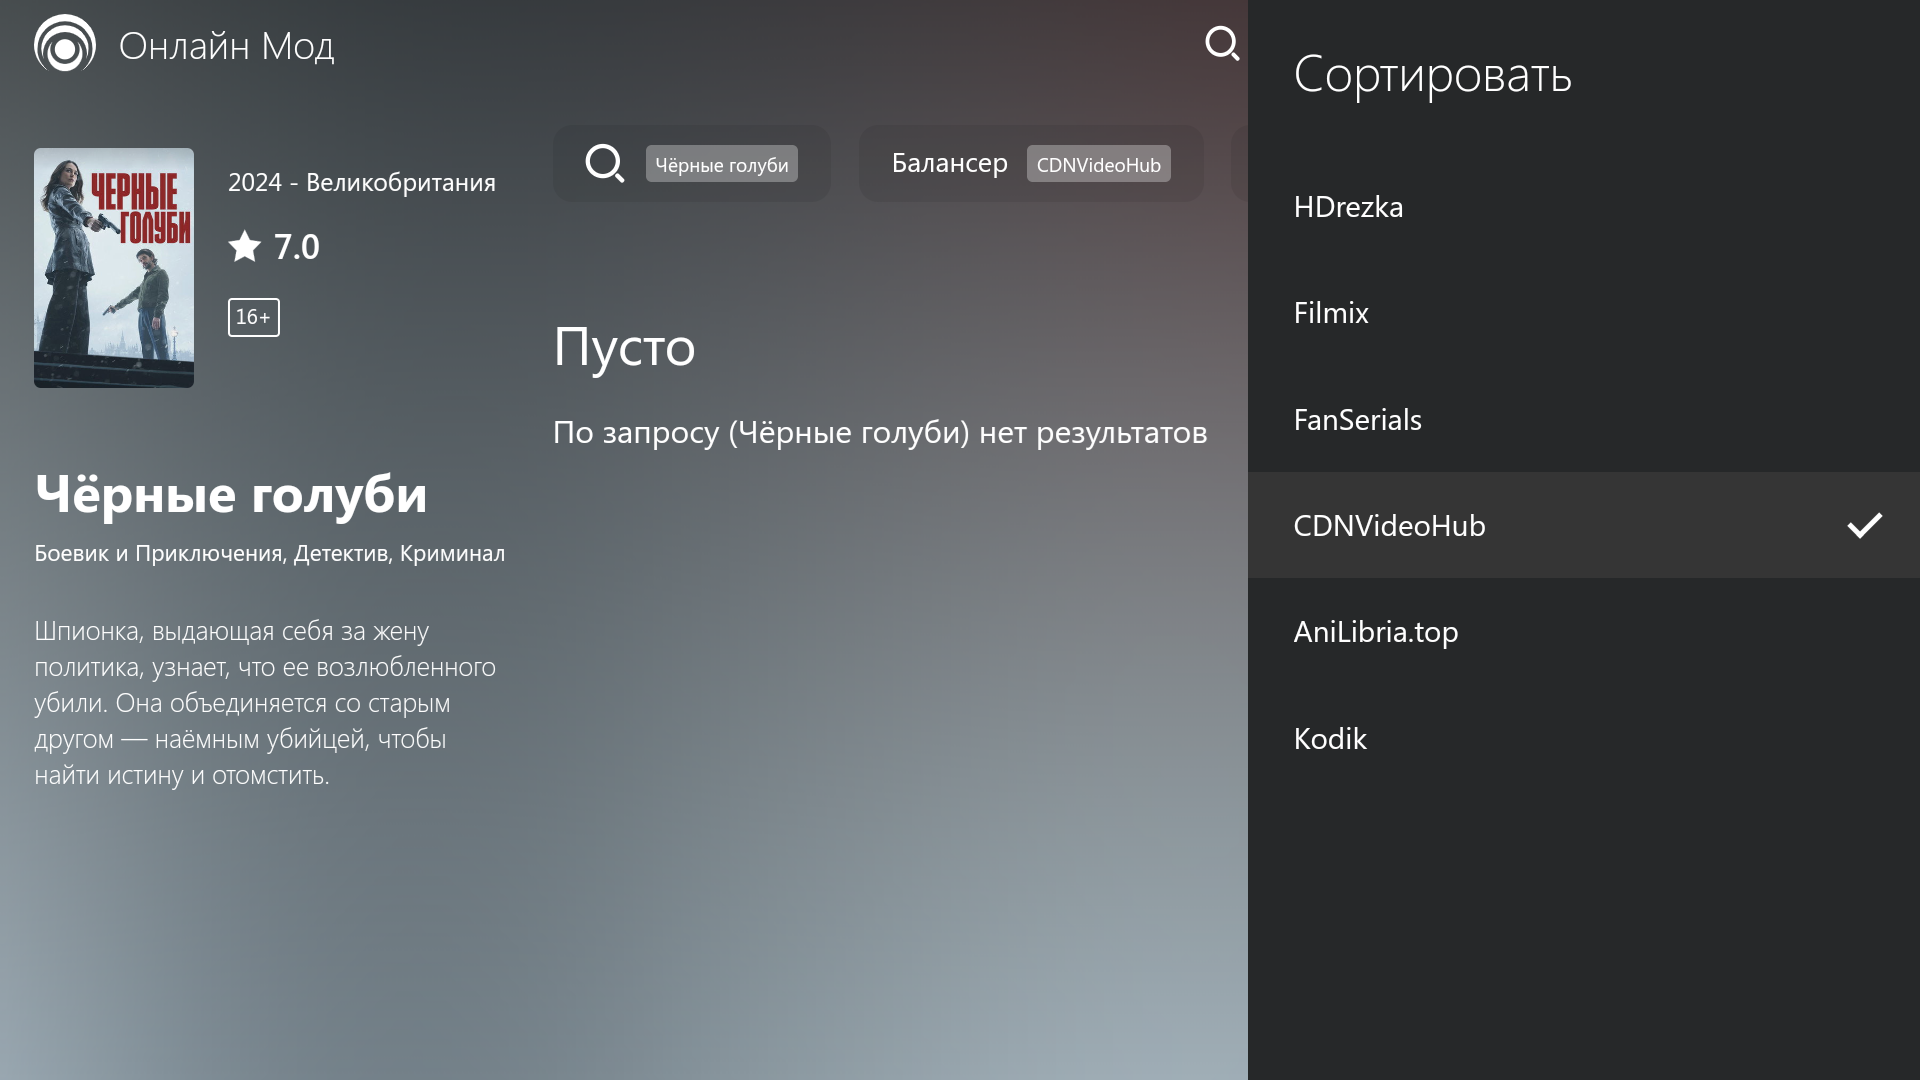 Онлайн Мод
ЧЕРНЫЕ
ГОЛУБИ
2024 - Великобритания
7.0
16+
Чёрные голуби
Боевик и Приключения, Детектив, Криминал
Шпионка, выдающая себя за жену
политика, узнает, что ее возлюбленного
убили. Она объединяется со старым
другом — наёмным убийцей, чтобы
найти истину и отомстить.
Чёрные голуби
Балансер CDNVideoHub
Пусто
По запросу (Чёрные голуби) нет результатов
Сортировать
HDrezka
Filmix
FanSerials
CDNVideoHub
AniLibria.top
Kodik